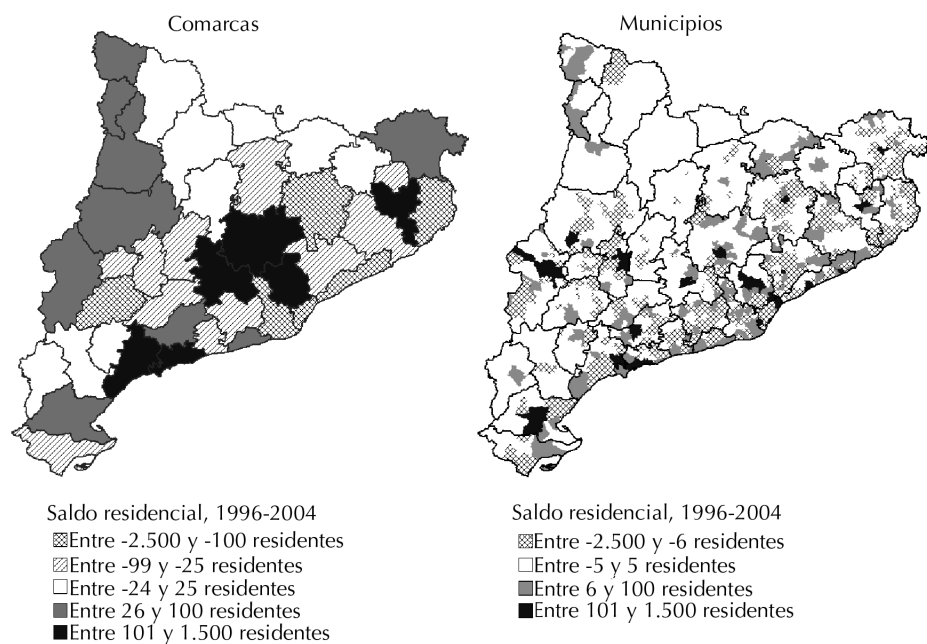 Comarcas
Municipios
Saldo residencial, 1996-2004
Entre -2.500 y -100 residentes
Entre -99 y -25 residentes
Entre -24 y 25 residentes
Entre 26 y 100 residentes
Entre 101 y 1.500 residentes
Saldo residencial, 1996-2004
Entre -2.500 y -6 residentes
Entre -5 y 5 residentes
Entre 6 y 100 residentes
Entre 101 y 1.500 residentes